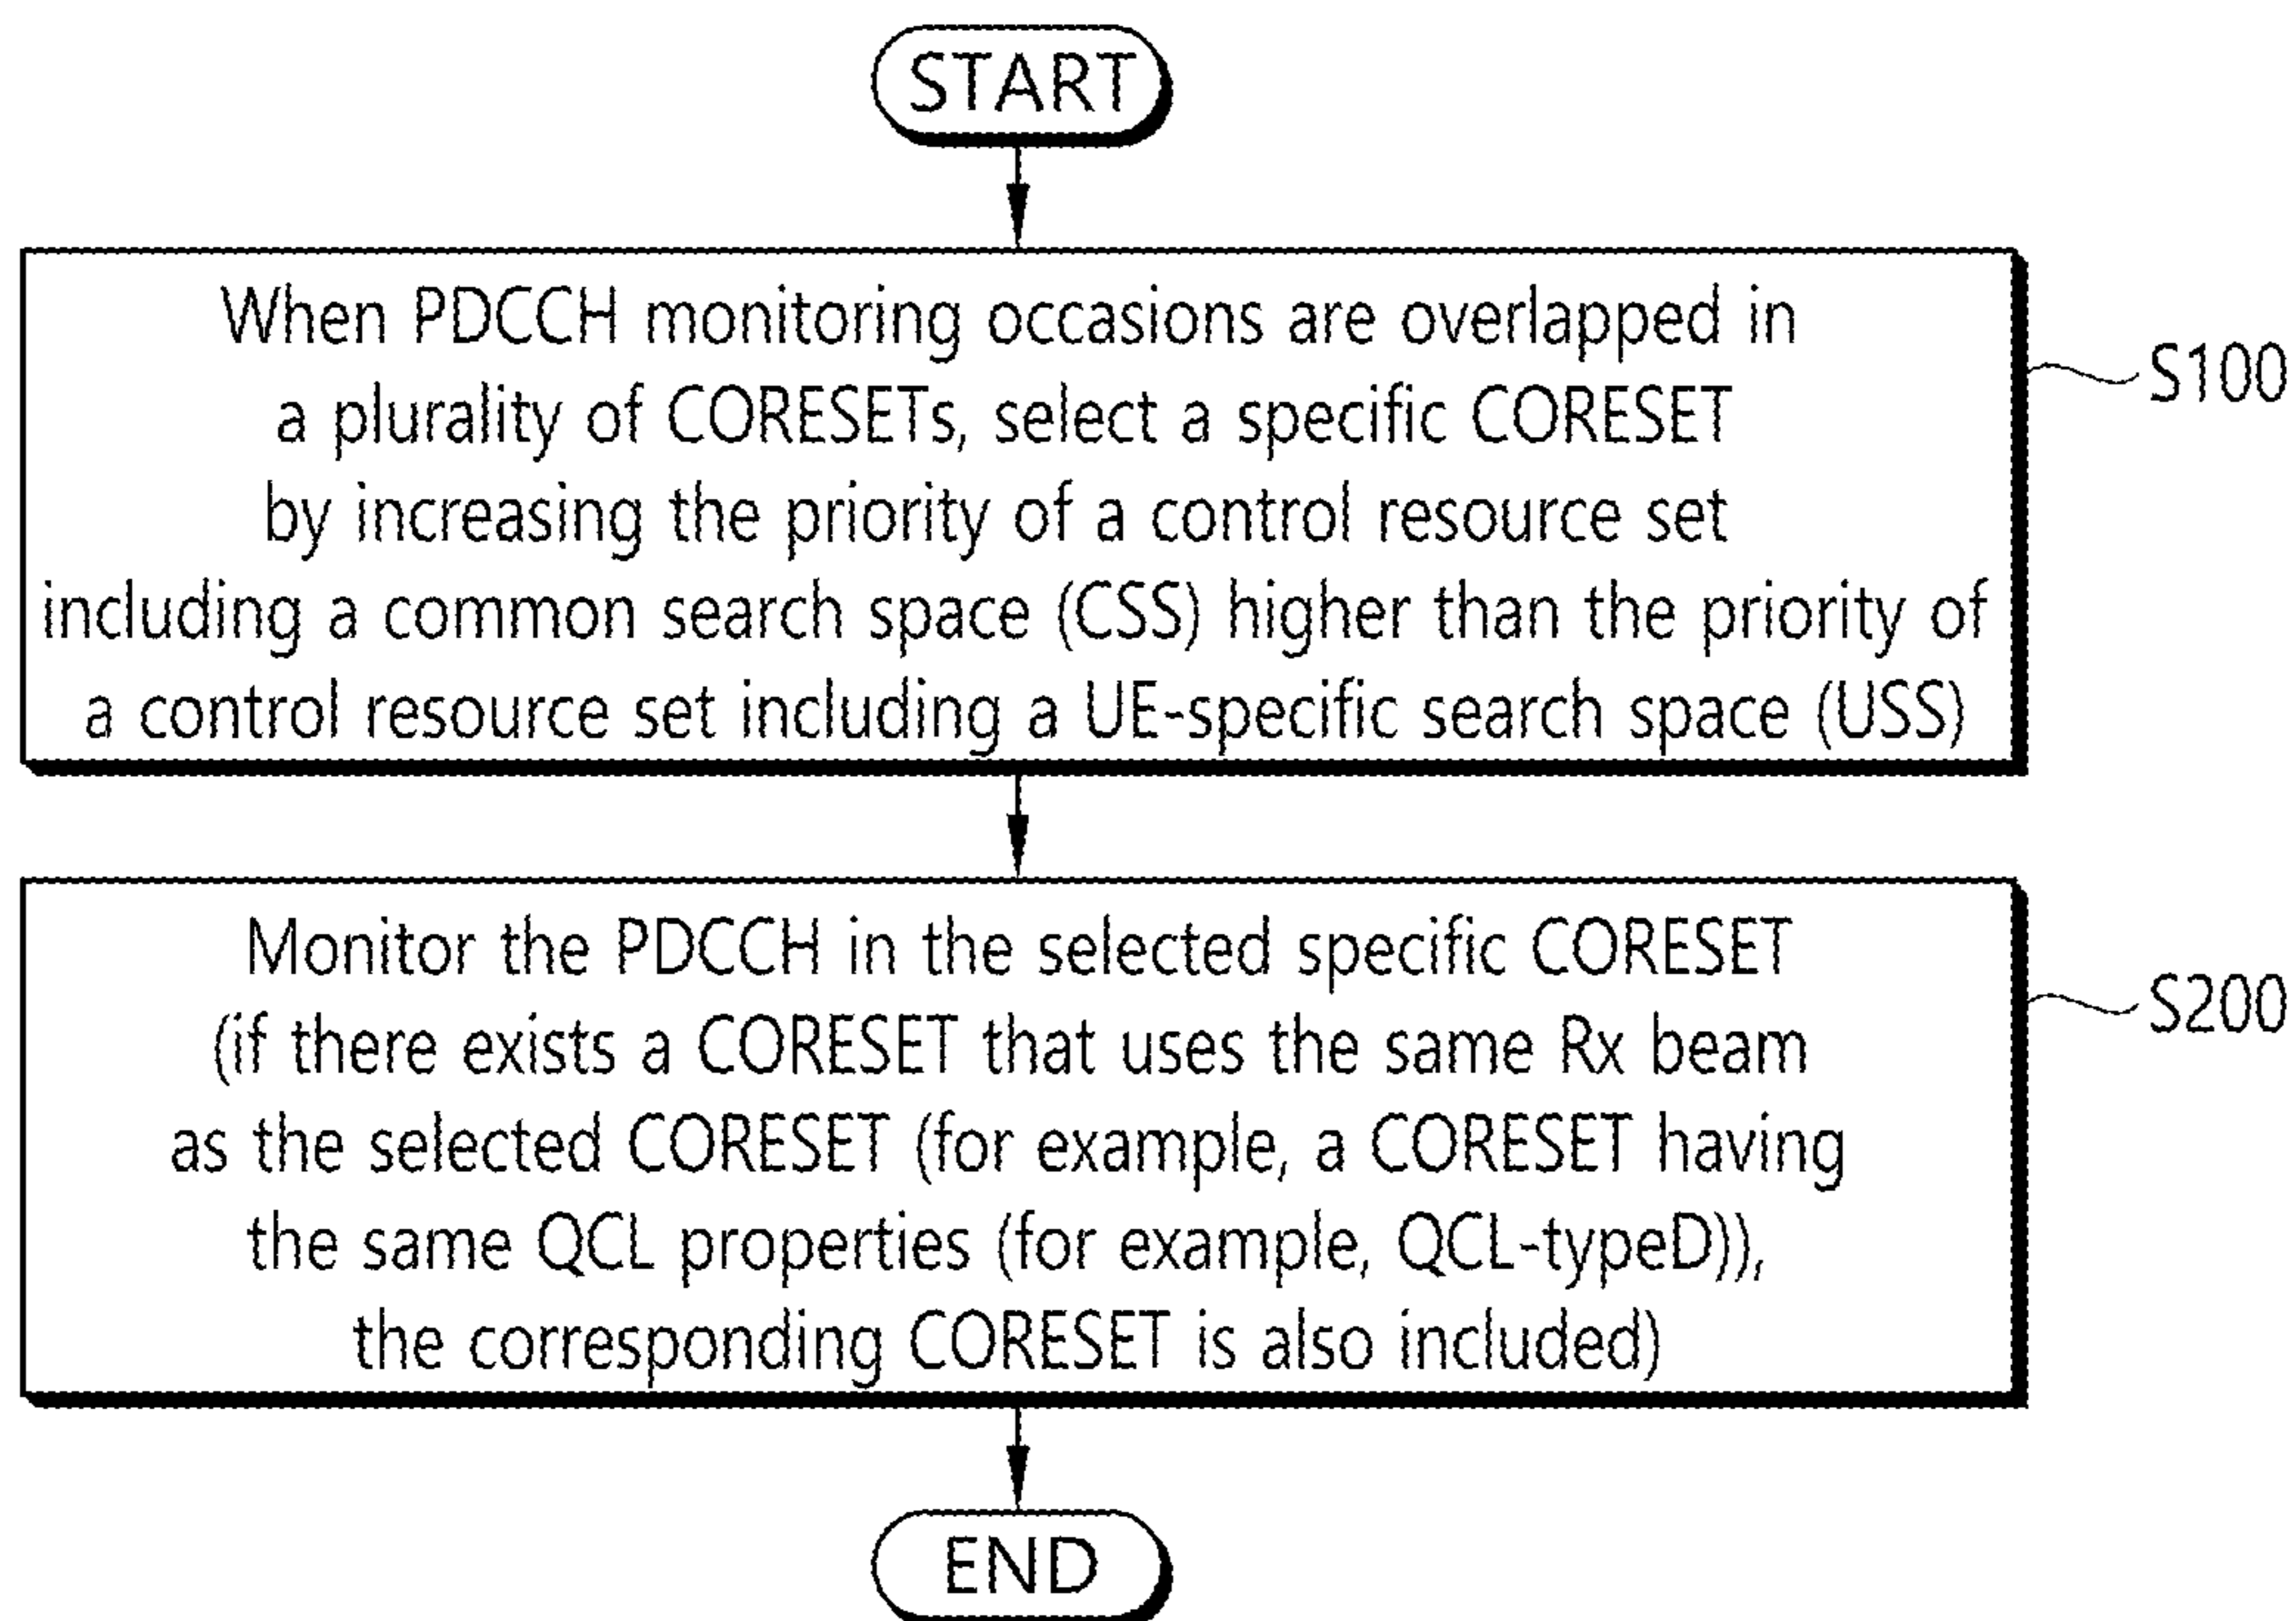 START
When PDCCH monitoring occasions are overlapped in
a plurality of CORESETs, select a specific CORESET
by increasing the priority of a control resource set
including a common search space (CSS) higher than the priority of
a control resource set including a UE-specific search space (USS)
S100
Monitor the PDCCH in the selected specific CORESET
(if there exists a CORESET that uses the same Rx beam
as the selected CORESET (for example, a CORESET having
the same QCL properties (for example, QCL-typeD)),
the corresponding CORESET is also included)
S200
END